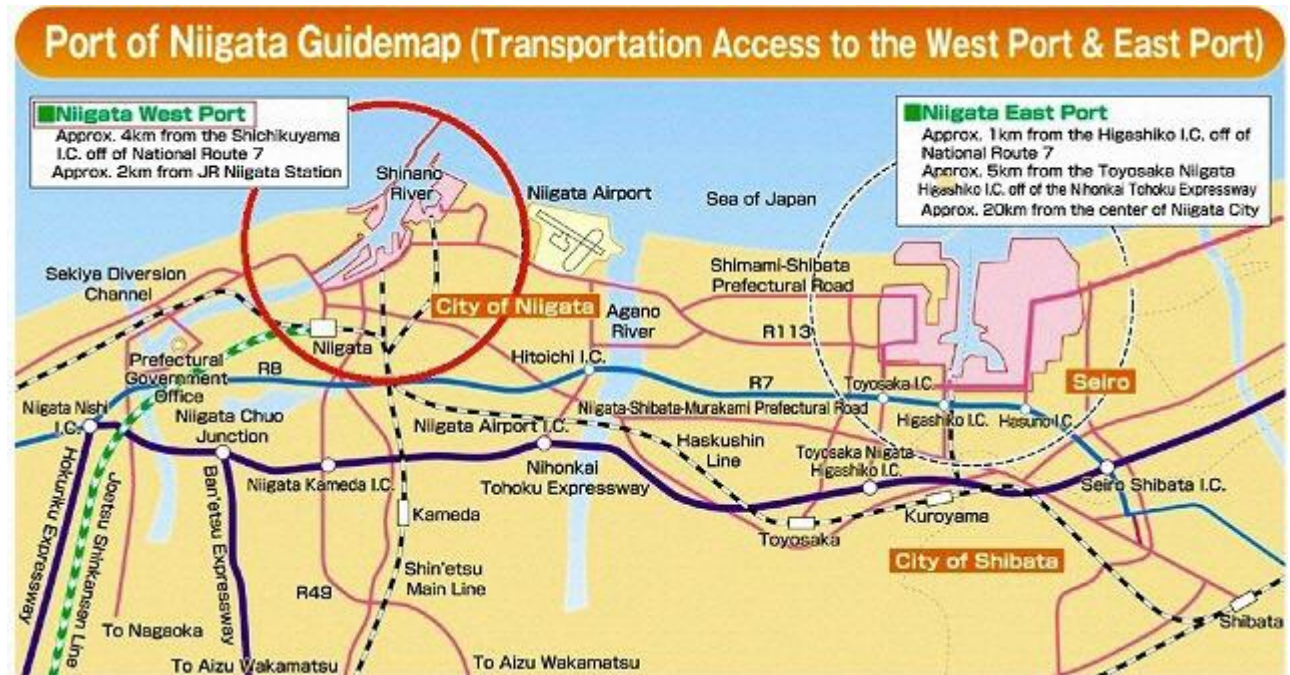 Port of Niigata Guidemap (Transportation Access to the West Port & East Port)
■Niigata West Port
Approx. 4km from the Shichikuyama
I.C. off of National Route 7
Approx. 2km from JR Niigata Station
■Niigata East Port
Approx. 1km from the Higashiko I.C. off of
National Route 7
Approx. 5km from the Toyosaka Niigata
Higashiko I.C. off of the Nihonkai Tohoku Expressway
Approx. 20km from the center of Niigata City
Shinano
River
Niigata Airport
Sea of Japan
Sekiya Diversion
Channel
Shimami-Shibata
Prefectural Road
City of Niigata
Agano
River
R113
Niigata
Prefectural
Government
Office
R8
Hitoichi I.C.
R7
Toyosaka I.C.
Seiro
Niigata Nishi
I.C.
Niigata Chuo
Junction
Niigata Airport I.C.
Niigata-Shibata-Murakami Prefectural Road
Higashiko I.C.
Hasuno I.C.
Haskushin
Line
Toyosaka Niigata
Higashiko I.C.
Niigata Kameda I.C.
Nihonkai
Tohoku Expressway
Seiro Shibata I.C.
Hokuriku Expressway
Joetsu Shinkansen Line
Ban'etsu Expressway
Kameda
Toyosaka
Kuroyama
City of Shibata
Shin'etsu
Main Line
R49
Shibata
To Nagaoka
To Aizu Wakamatsu
To Aizu Wakamatsu